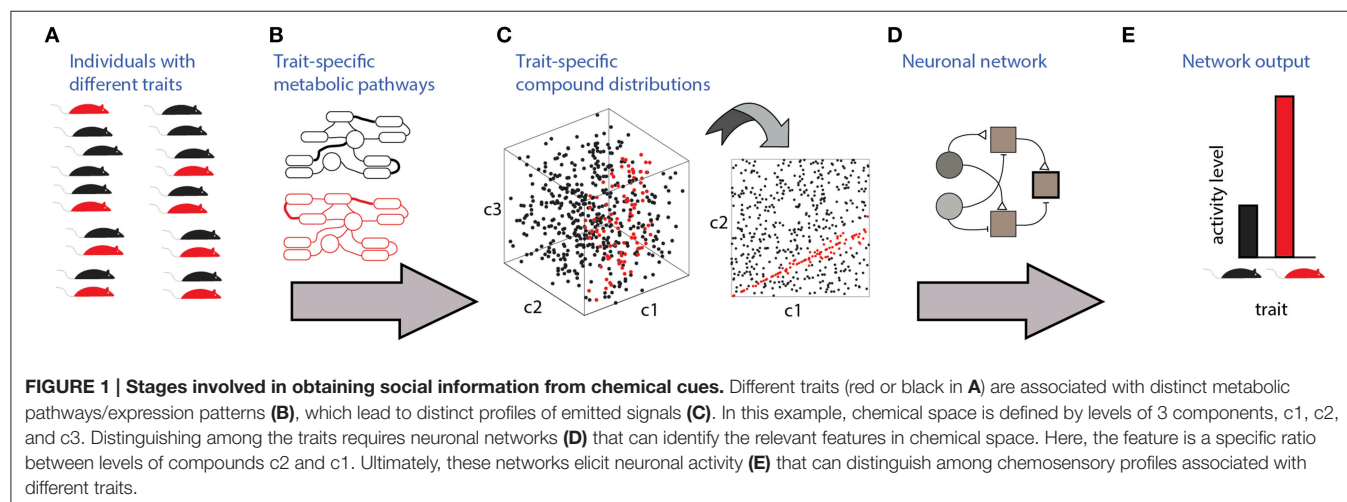 A
B
C
D
E
Individuals with
different traits
Trait-specific
metabolic pathways
Trait-specific
compound distributions
Neuronal network
Network output
c3
c2
c1
c2
c1
activity level
trait
FIGURE 1 | Stages involved in obtaining social information from chemical cues. Different traits (red or black in A) are associated with distinct metabolic
pathways/expression patterns (B), which lead to distinct profiles of emitted signals (C). In this example, chemical space is defined by levels of 3 components, c1, c2,
and c3. Distinguishing among the traits requires neuronal networks (D) that can identify the relevant features in chemical space. Here, the feature is a specific ratio
between levels of compounds c2 and c1. Ultimately, these networks elicit neuronal activity (E) that can distinguish among chemosensory profiles associated with
different traits.